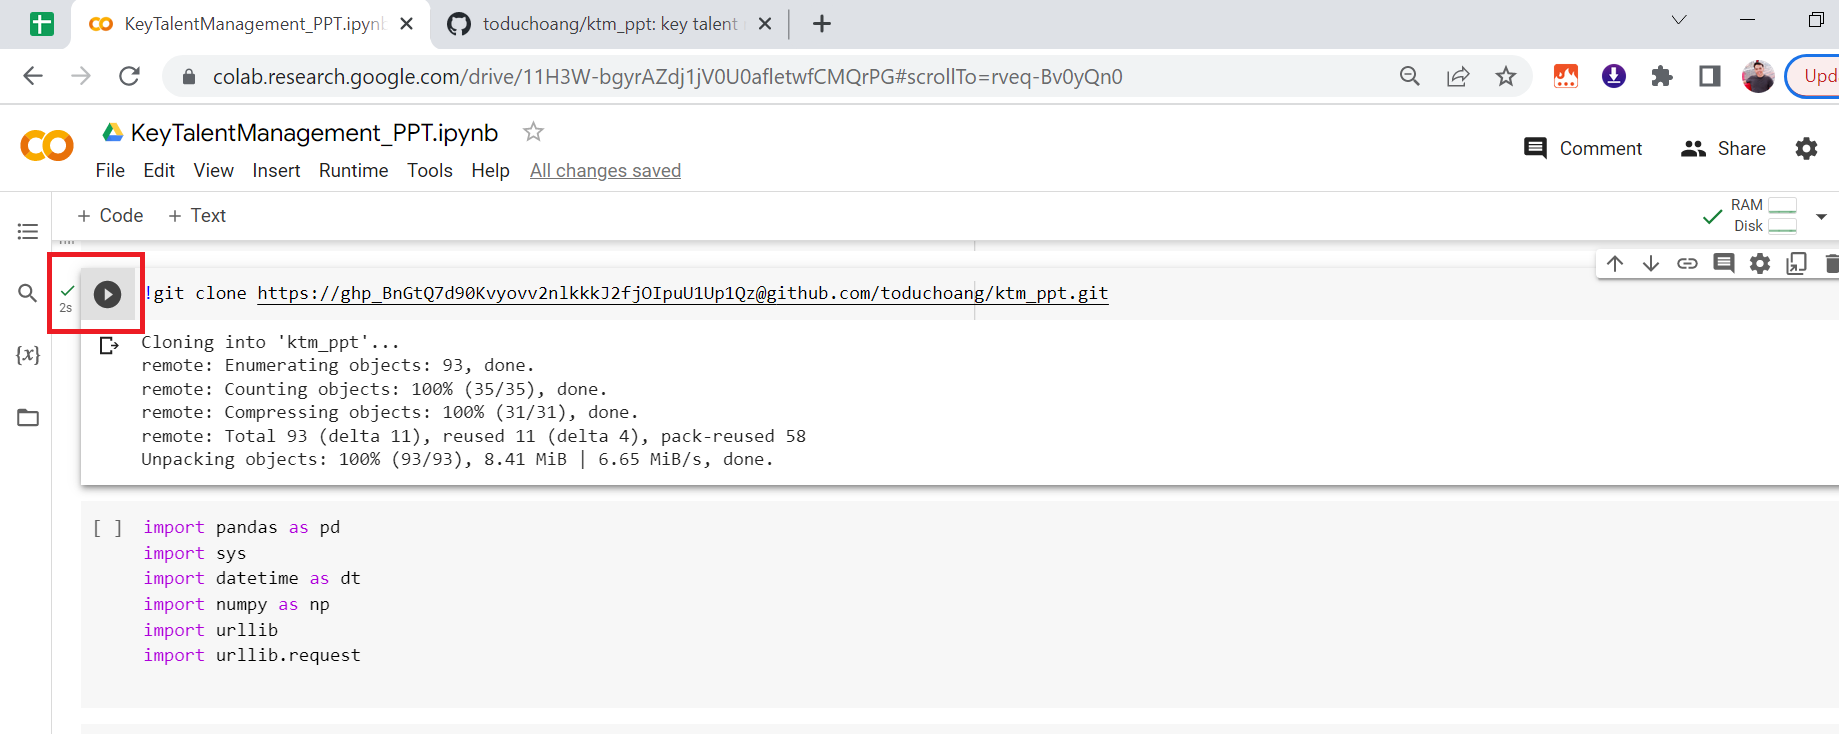 KeyTalentManagement_PPT.ipynb
toduchoang/ktm_ppt: key talent
colab.research.google.com/drive/11H3W-bgyrAZdj1jV0U0afletwfCMQrPG#scrollTo=rveq-Bv0yQn0
Upd
KeyTalentManagement_PPT.ipynb
File Edit View Insert Runtime Tools Help All changes saved
Comment Share
+ Code + Text
RAM
Disk
2s
!git clone https://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@github.com/toduchoang/ktm_ppt.git
Cloning into 'ktm_ppt'...
remote: Enumerating objects: 93, done.
remote: Counting objects: 100% (35/35), done.
remote: Compressing objects: 100% (31/31), done.
remote: Total 93 (delta 11), reused 11 (delta 4), pack-reused 58
Unpacking objects: 100% (93/93), 8.41 MiB | 6.65 MiB/s, done.
{x}
[ ] import pandas as pd
import sys
import datetime as dt
import numpy as np
import urllib
import urllib.request